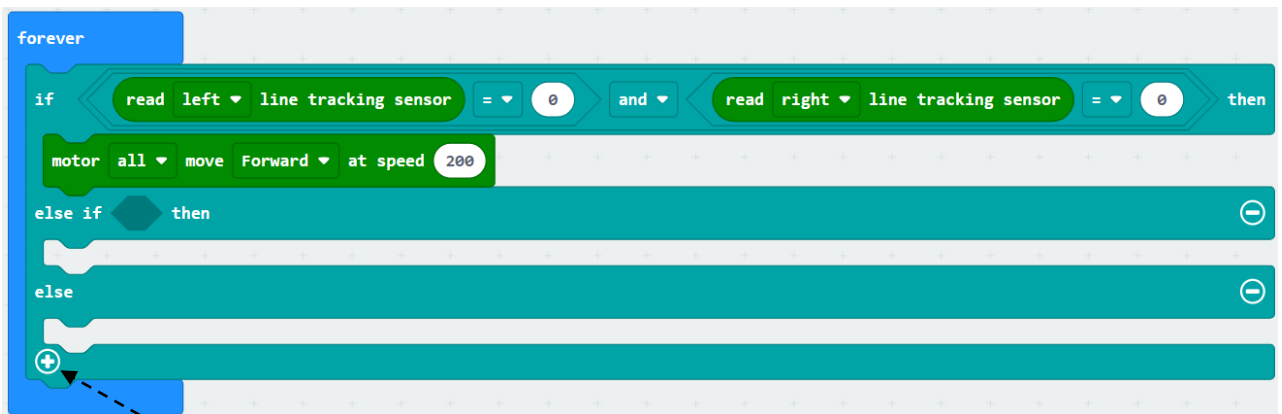 forever
if read left line tracking sensor = 0 and read right line tracking sensor = 0 then
motor all move Forward at speed 200
else if then
else